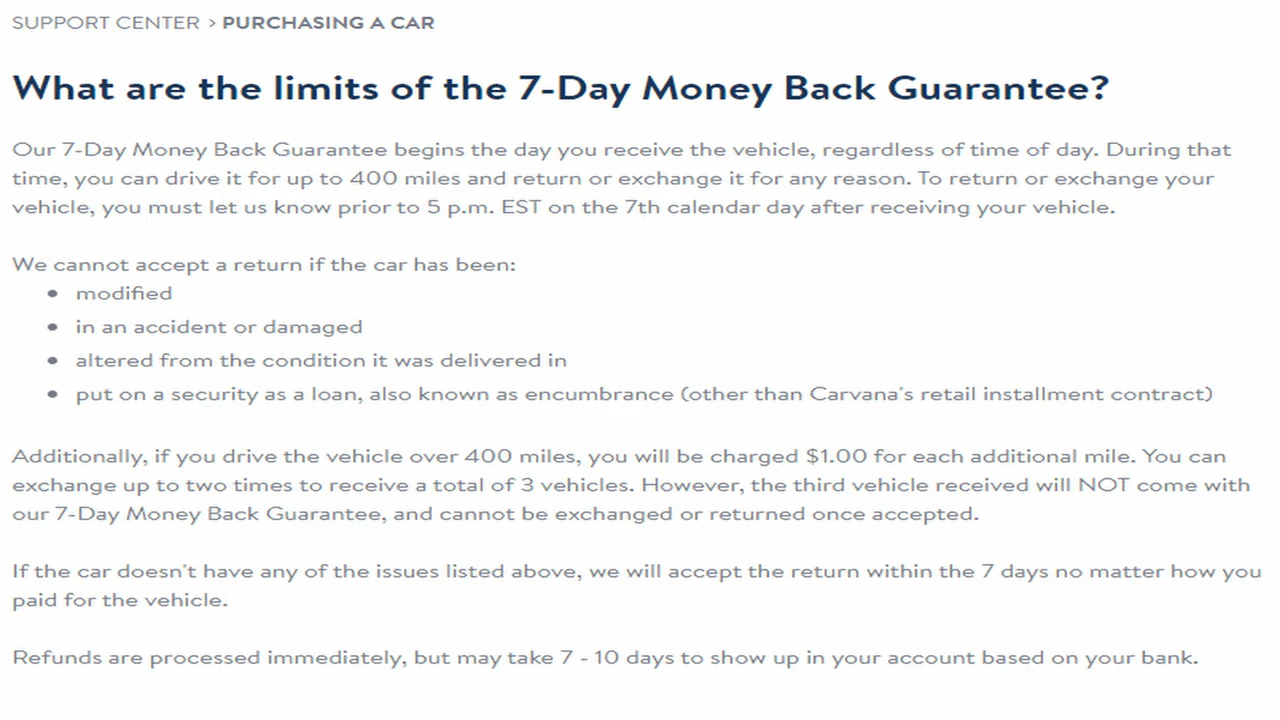 SUPPORT CENTER > PURCHASING A CAR
What are the limits of the 7-Day Money Back Guarantee?
Our 7-Day Money Back Guarantee begins the day you receive the vehicle, regardless of time of day. During that
time, you can drive it for up to 400 miles and return or exchange it for any reason. To return or exchange your
vehicle, you must let us know prior to 5 p.m. EST on the 7th calendar day after receiving your vehicle.
We cannot accept a return if the car has been:
• modified
• in an accident or damaged
• altered from the condition it was delivered in
• put on a security as a loan, also known as encumbrance (other than Carvana's retail installment contract)
Additionally, if you drive the vehicle over 400 miles, you will be charged $1.00 for each additional mile. You can
exchange up to two times to receive a total of 3 vehicles. However, the third vehicle received will NOT come with
our 7-Day Money Back Guarantee, and cannot be exchanged or returned once accepted.
If the car doesn't have any of the issues listed above, we will accept the return within the 7 days no matter how you
paid for the vehicle.
Refunds are processed immediately, but may take 7 - 10 days to show up in your account based on your bank.